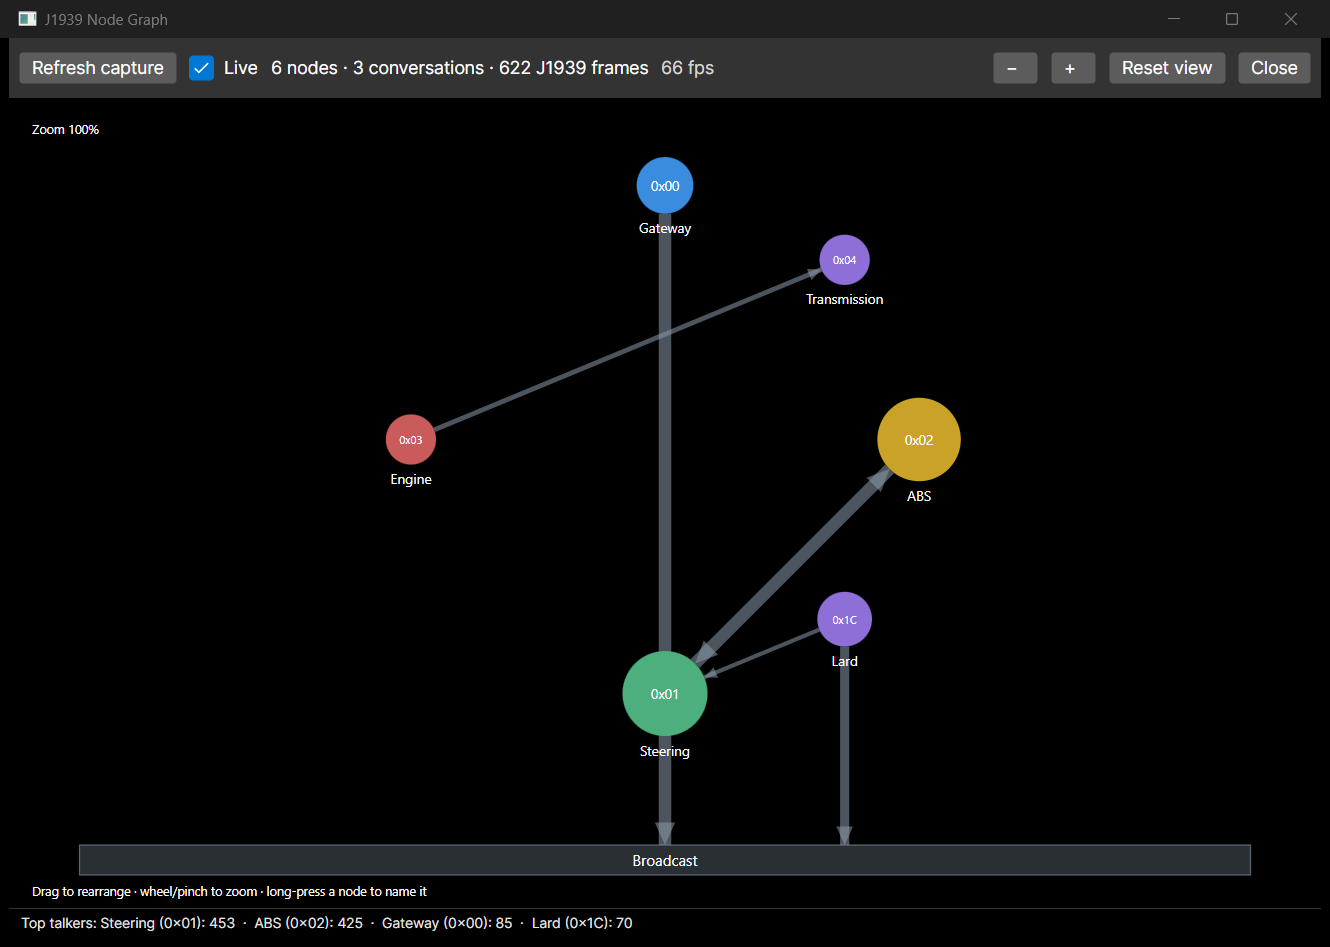 J1939 Node Graph
Refresh capture Live 6 nodes · 3 conversations · 622 J1939 frames 66 fps − + Reset view Close
Zoom 100%
0x00
Gateway
0x04
Transmission
0x03
Engine
0x02
ABS
0x1C
Lard
0x01
Steering
Broadcast
Drag to rearrange · wheel/pinch to zoom · long-press a node to name it
Top talkers: Steering (0×01): 453 · ABS (0×02): 425 · Gateway (0×00): 85 · Lard (0×1C): 70